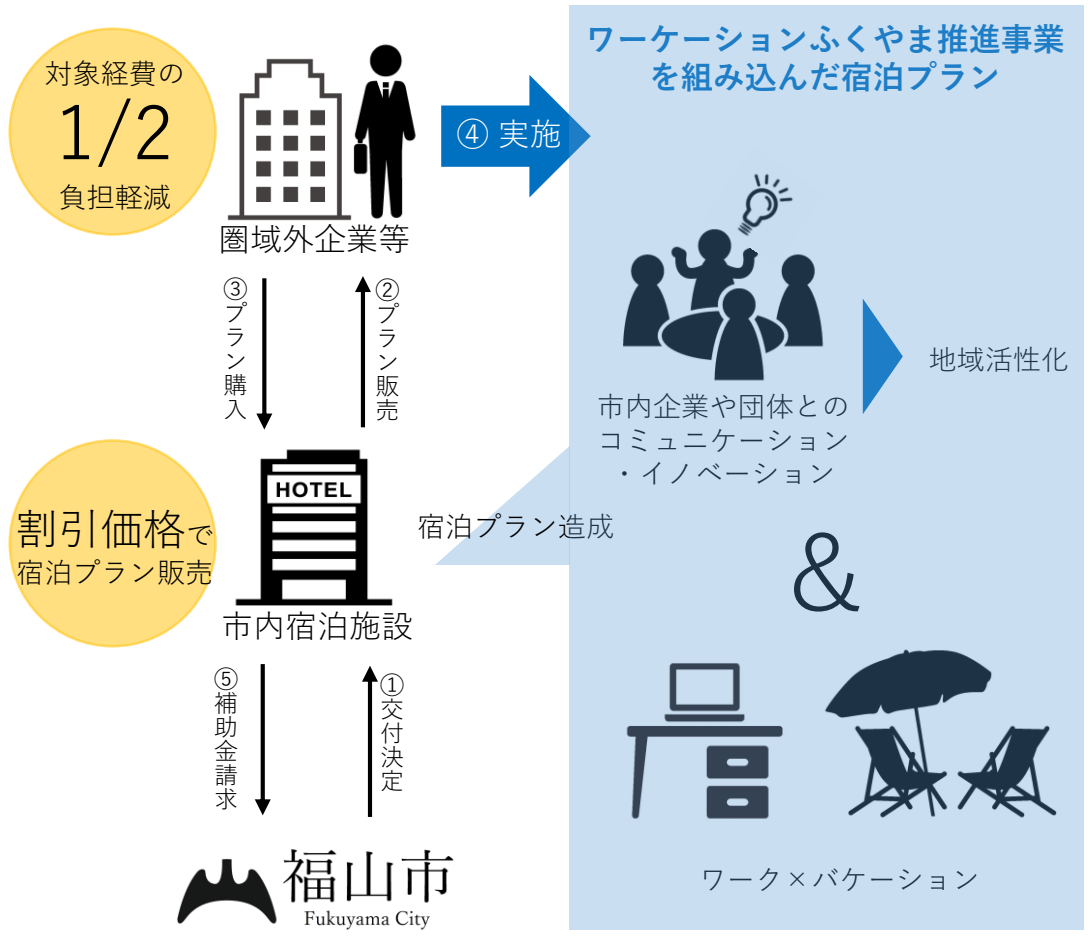 対象経費の
1/2
負担軽減
圏域外企業等
④ 実施
③プラン購入
②プラン販売
割引価格で
宿泊プラン販売
HOTEL
市内宿泊施設
宿泊プラン造成
⑤補助金請求
①交付決定
福山市
Fukuyama City
ワーケーションふくやま推進事業
を組み込んだ宿泊プラン
市内企業や団体との
コミュニケーション
・イノベーション
地域活性化
&
ワーク×バケーション